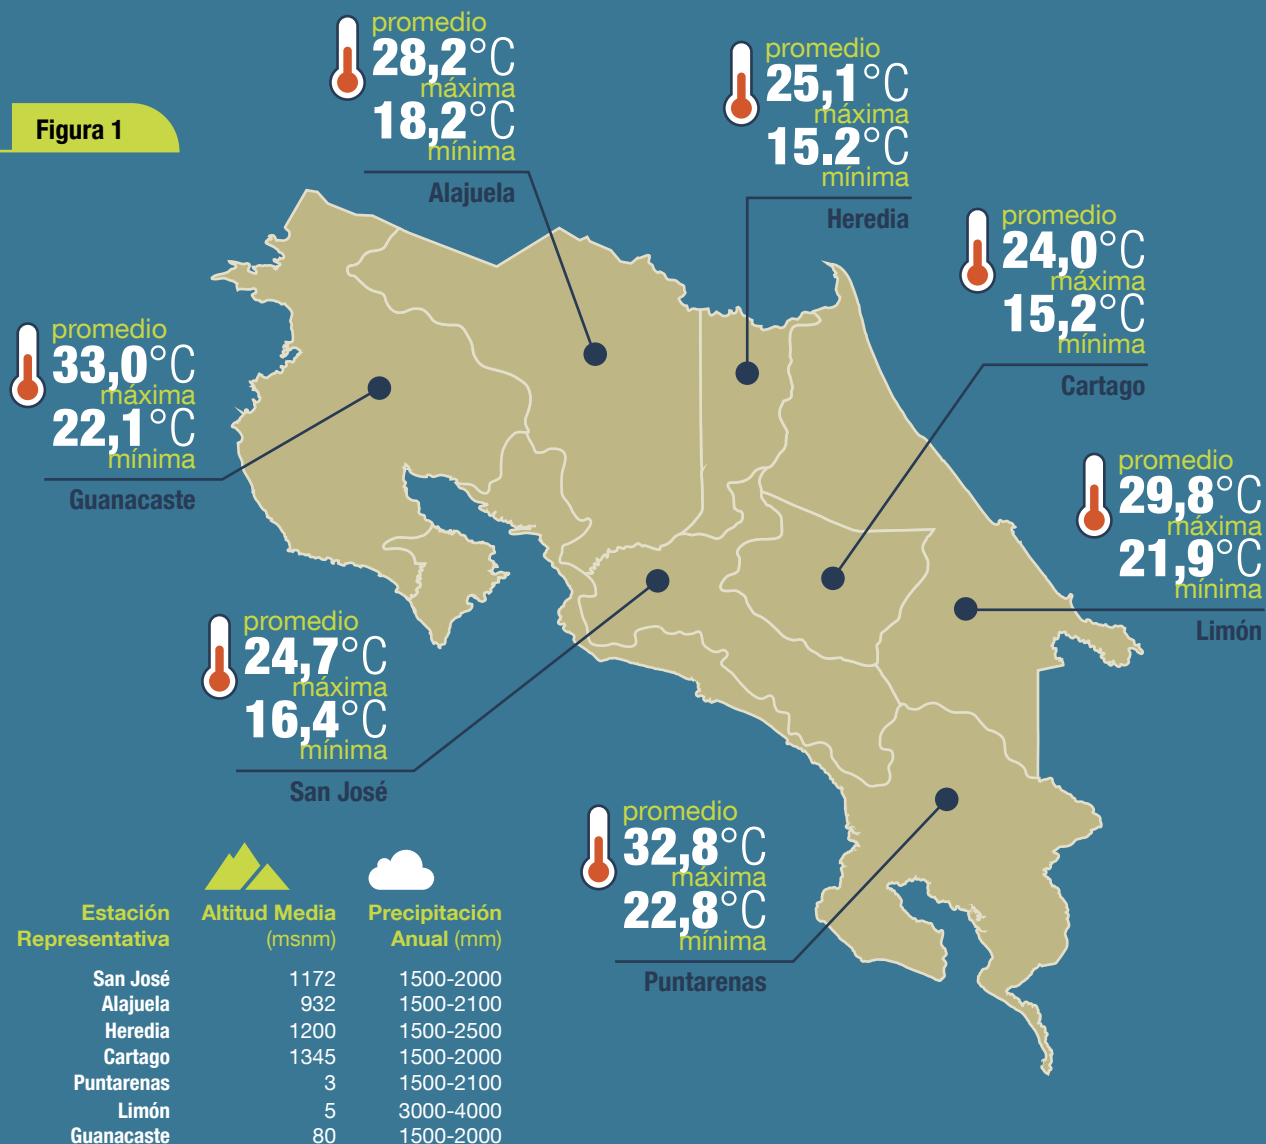 Figura 1
promedio
28,2°C
máxima
18,2°C
mínima
Alajuela
promedio
25,1°C
máxima
15.2°C
mínima
Heredia
promedio
24,0°C
máxima
15,2°C
mínima
Cartago
promedio
33,0°C
máxima
22,1°C
mínima
Guanacaste
promedio
29,8°C
máxima
21,9°C
mínima
Limón
promedio
24,7°C
máxima
16,4°C
mínima
San José
promedio
32,8°C
máxima
22,8°C
mínima
Puntarenas
Estación Altitud Media Precipitación
Representativa (msnm) Anual (mm)
San José 1172 1500-2000
Alajuela 932 1500-2100
Heredia 1200 1500-2500
Cartago 1345 1500-2000
Puntarenas 3 1500-2100
Limón 5 3000-4000
Guanacaste 80 1500-2000